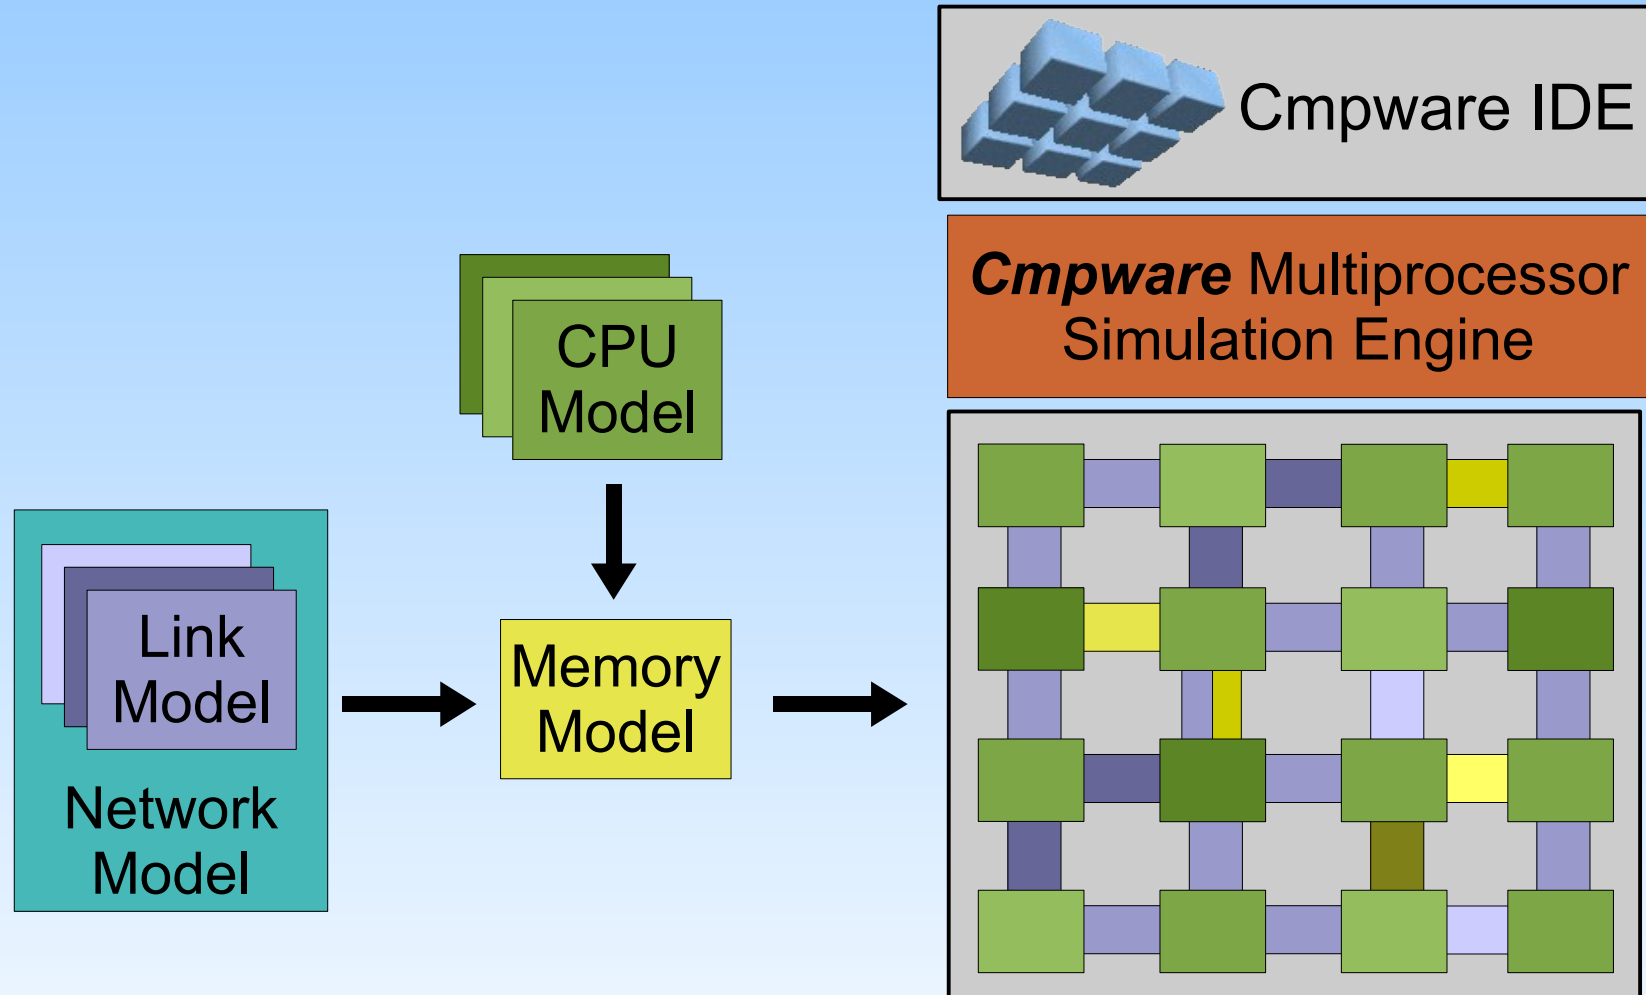 Cmpware IDE
Cmpware Multiprocessor
Simulation Engine
CPU
Model
Link
Model
Network
Model
Memory
Model